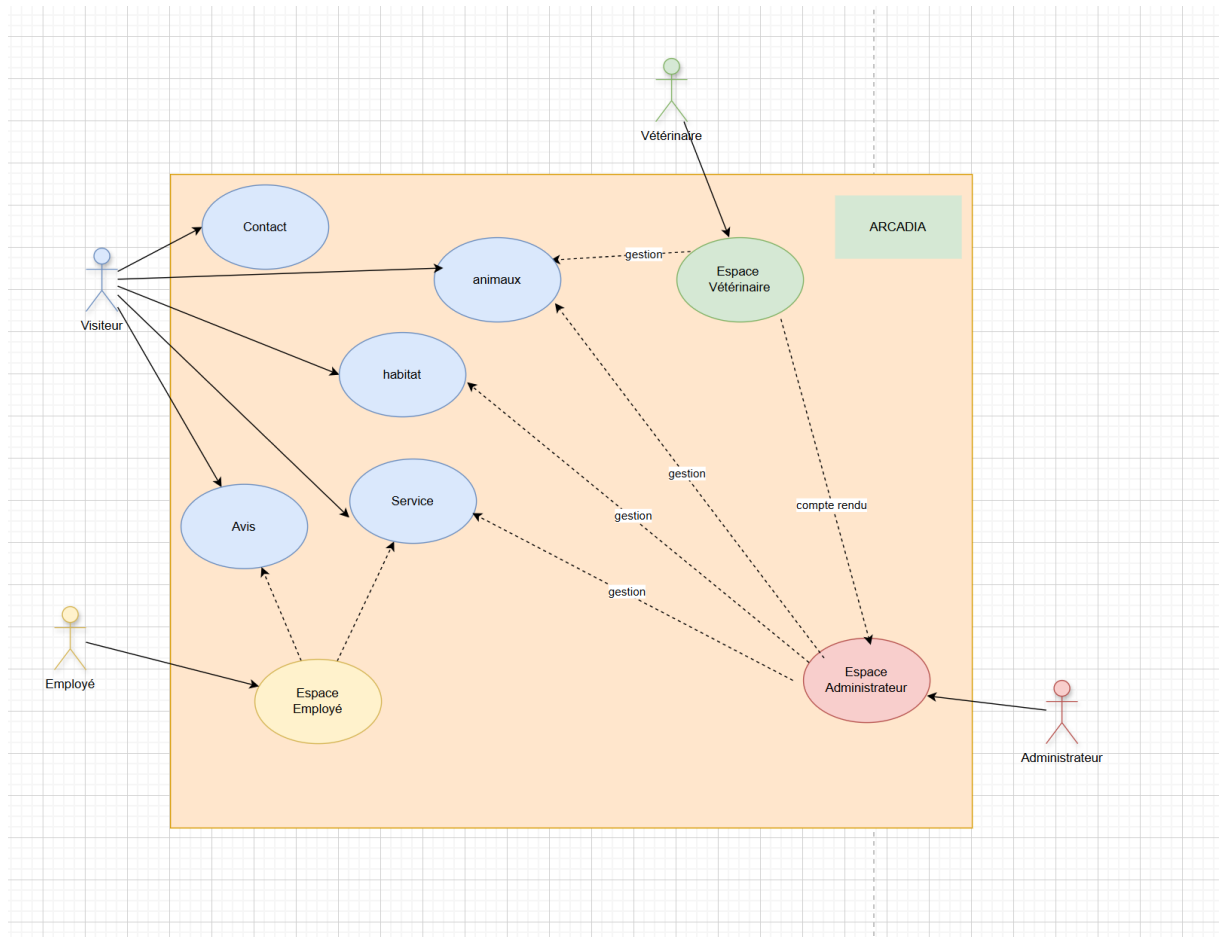 Vétérinaire
Contact
ARCADIA
gestion
animaux
Espace
Vétérinaire
Visiteur
habitat
gestion
Service
compte rendu
gestion
Avis
gestion
Employé
Espace
Employé
Espace
Administrateur
Administrateur